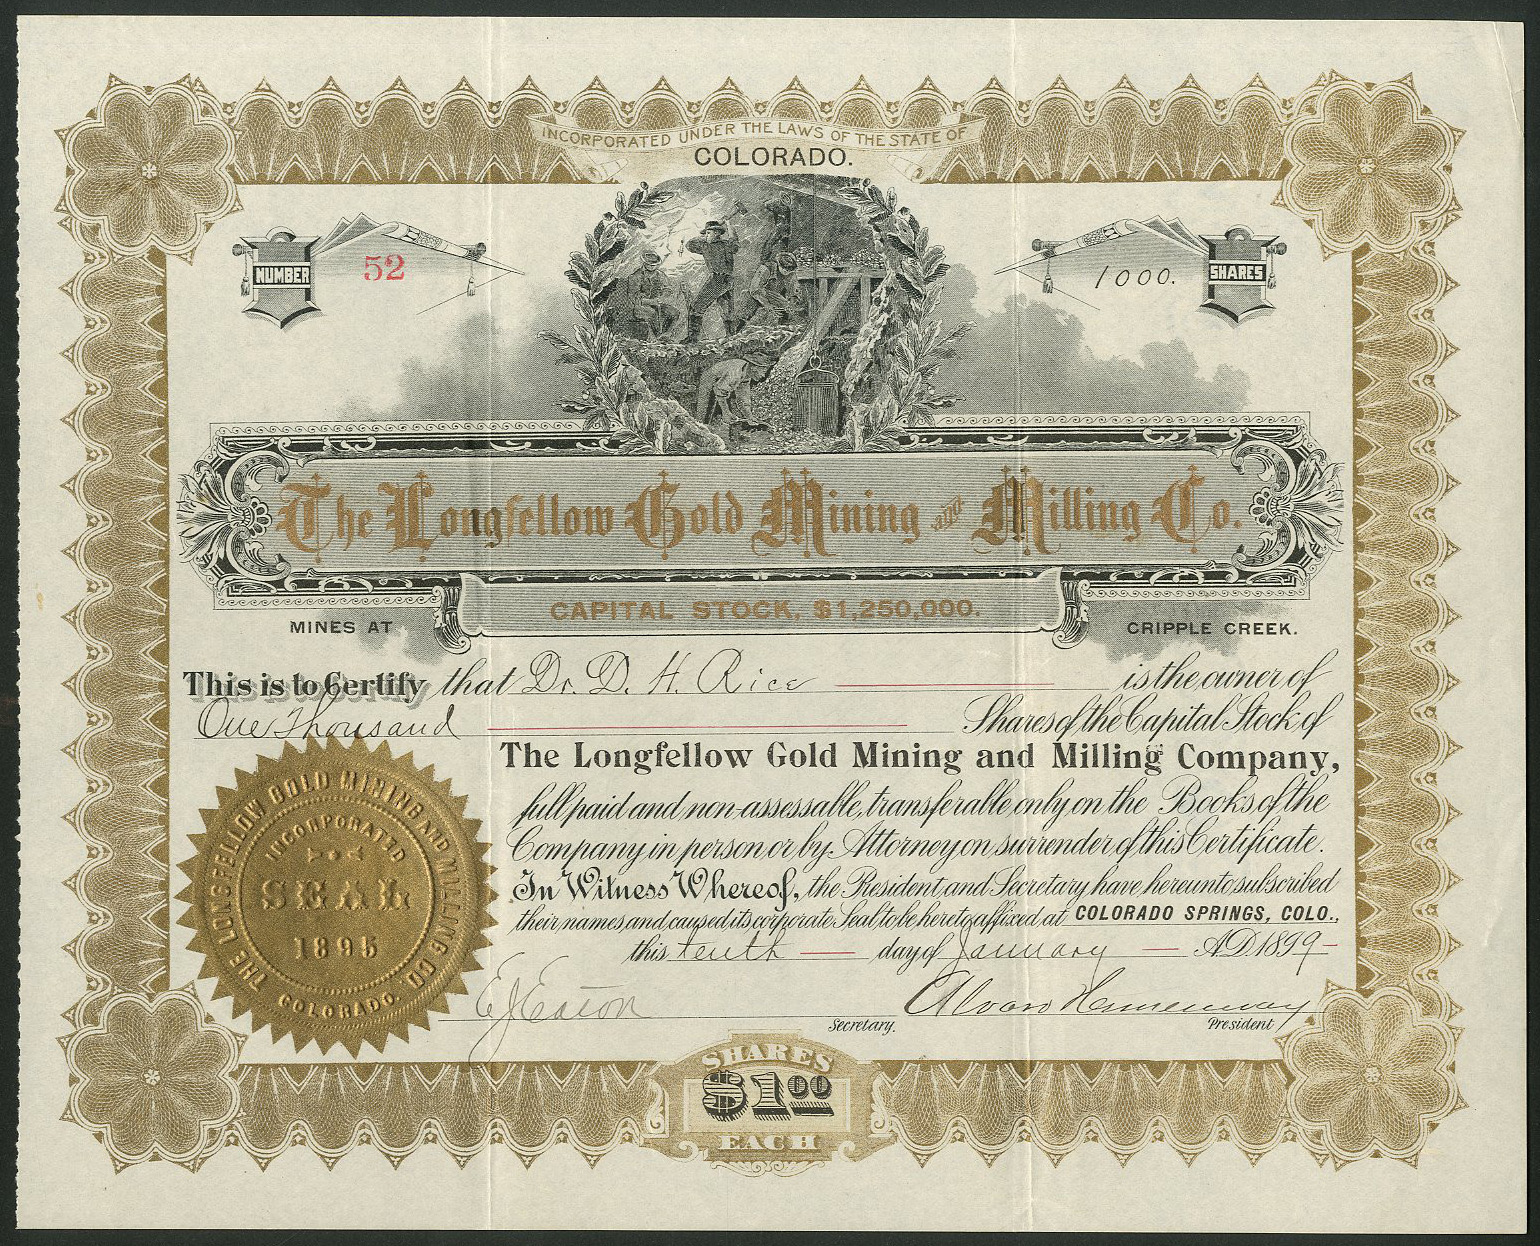 INCORPORATED UNDER THE LAWS OF THE STATE OF
COLORADO.
NUMBER 52
1000. SHARES
The Longfellow Gold Mining and Milling Co.
CAPITAL STOCK, $1,250,000.
MINES AT CRIPPLE CREEK.
This is to Certify that Dr. D. H. Rice is the owner of
One Thousand Shares of the Capital Stock of
The Longfellow Gold Mining and Milling Company,
full paid and non-assessable, transferable only on the Books of the
Company in person or by Attorney on surrender of this Certificate.
In Witness Whereof, the President and Secretary have hereunto subscribed
their names and caused its corporate Seal to be hereto affixed at COLORADO SPRINGS, COLO.,
this tenth day of January A.D. 1899
THE LONGFELLOW GOLD MINING AND MILLING CO.
INCORPORATED
SEAL
1895
COLORADO.
E J Eaton
Secretary.
Alvan Hemenway
President
SHARES
$1.00
EACH